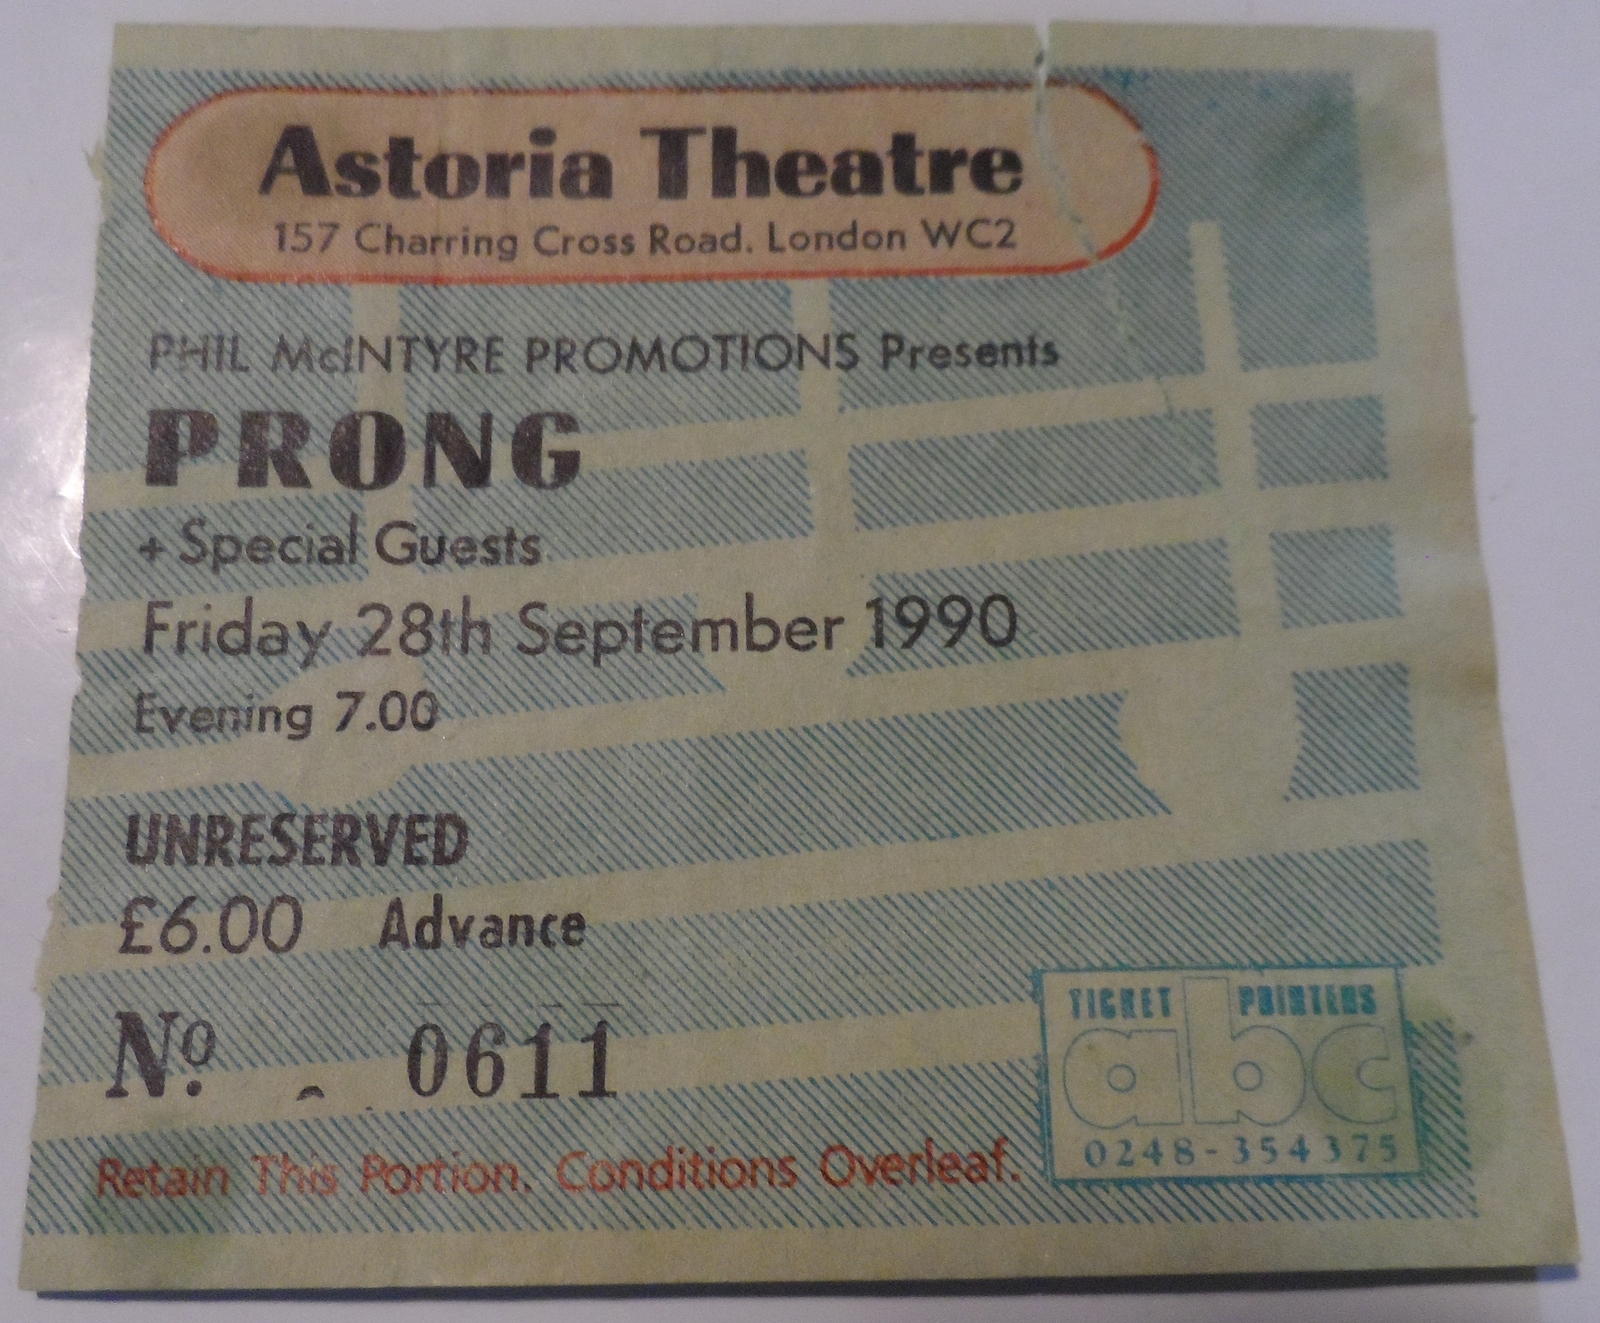 Astoria Theatre
157 Charring Cross Road. London WC2
PHIL McINTYRE PROMOTIONS Presents
PRONG
+ Special Guests
Friday 28th September 1990
Evening 7.00
UNRESERVED
£6.00 Advance
Nº. 0611
Retain This Portion. Conditions Overleaf.
TICKET PRINTERS
abc
0248-354375